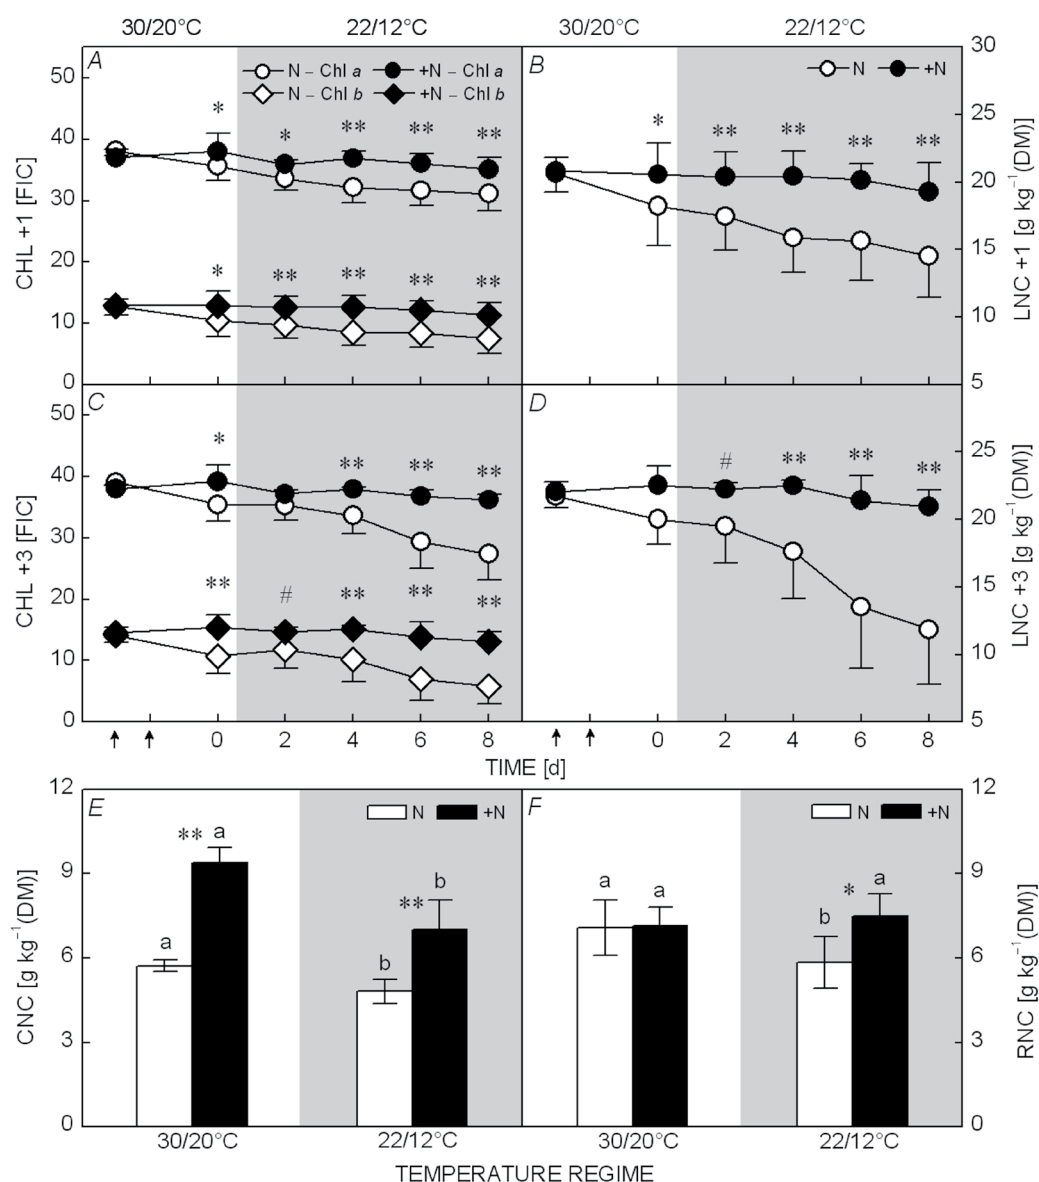 30/20°C 22/12°C 30/20°C 22/12°C
A
N – Chl a +N – Chl a
N – Chl b +N – Chl b
B
N +N
50
40
30
20
10
0
CHL +1 [FIC]
* * ** ** **
* ** ** ** **
* ** ** ** **
30
25
20
15
10
5
LNC +1 [g kg⁻¹(DM)]
C
50
40
30
20
10
0
CHL +3 [FIC]
* ** ** **
** # ** ** **
D
# ** ** **
25
20
15
10
5
LNC +3 [g kg⁻¹(DM)]
0 2 4 6 8 0 2 4 6 8
TIME [d]
E
N +N
12
9
6
3
0
CNC [g kg⁻¹(DM)]
a ** a
b ** b
F
N +N
a a
b * a
12
9
6
3
0
RNC [g kg⁻¹(DM)]
30/20°C 22/12°C 30/20°C 22/12°C
TEMPERATURE REGIME